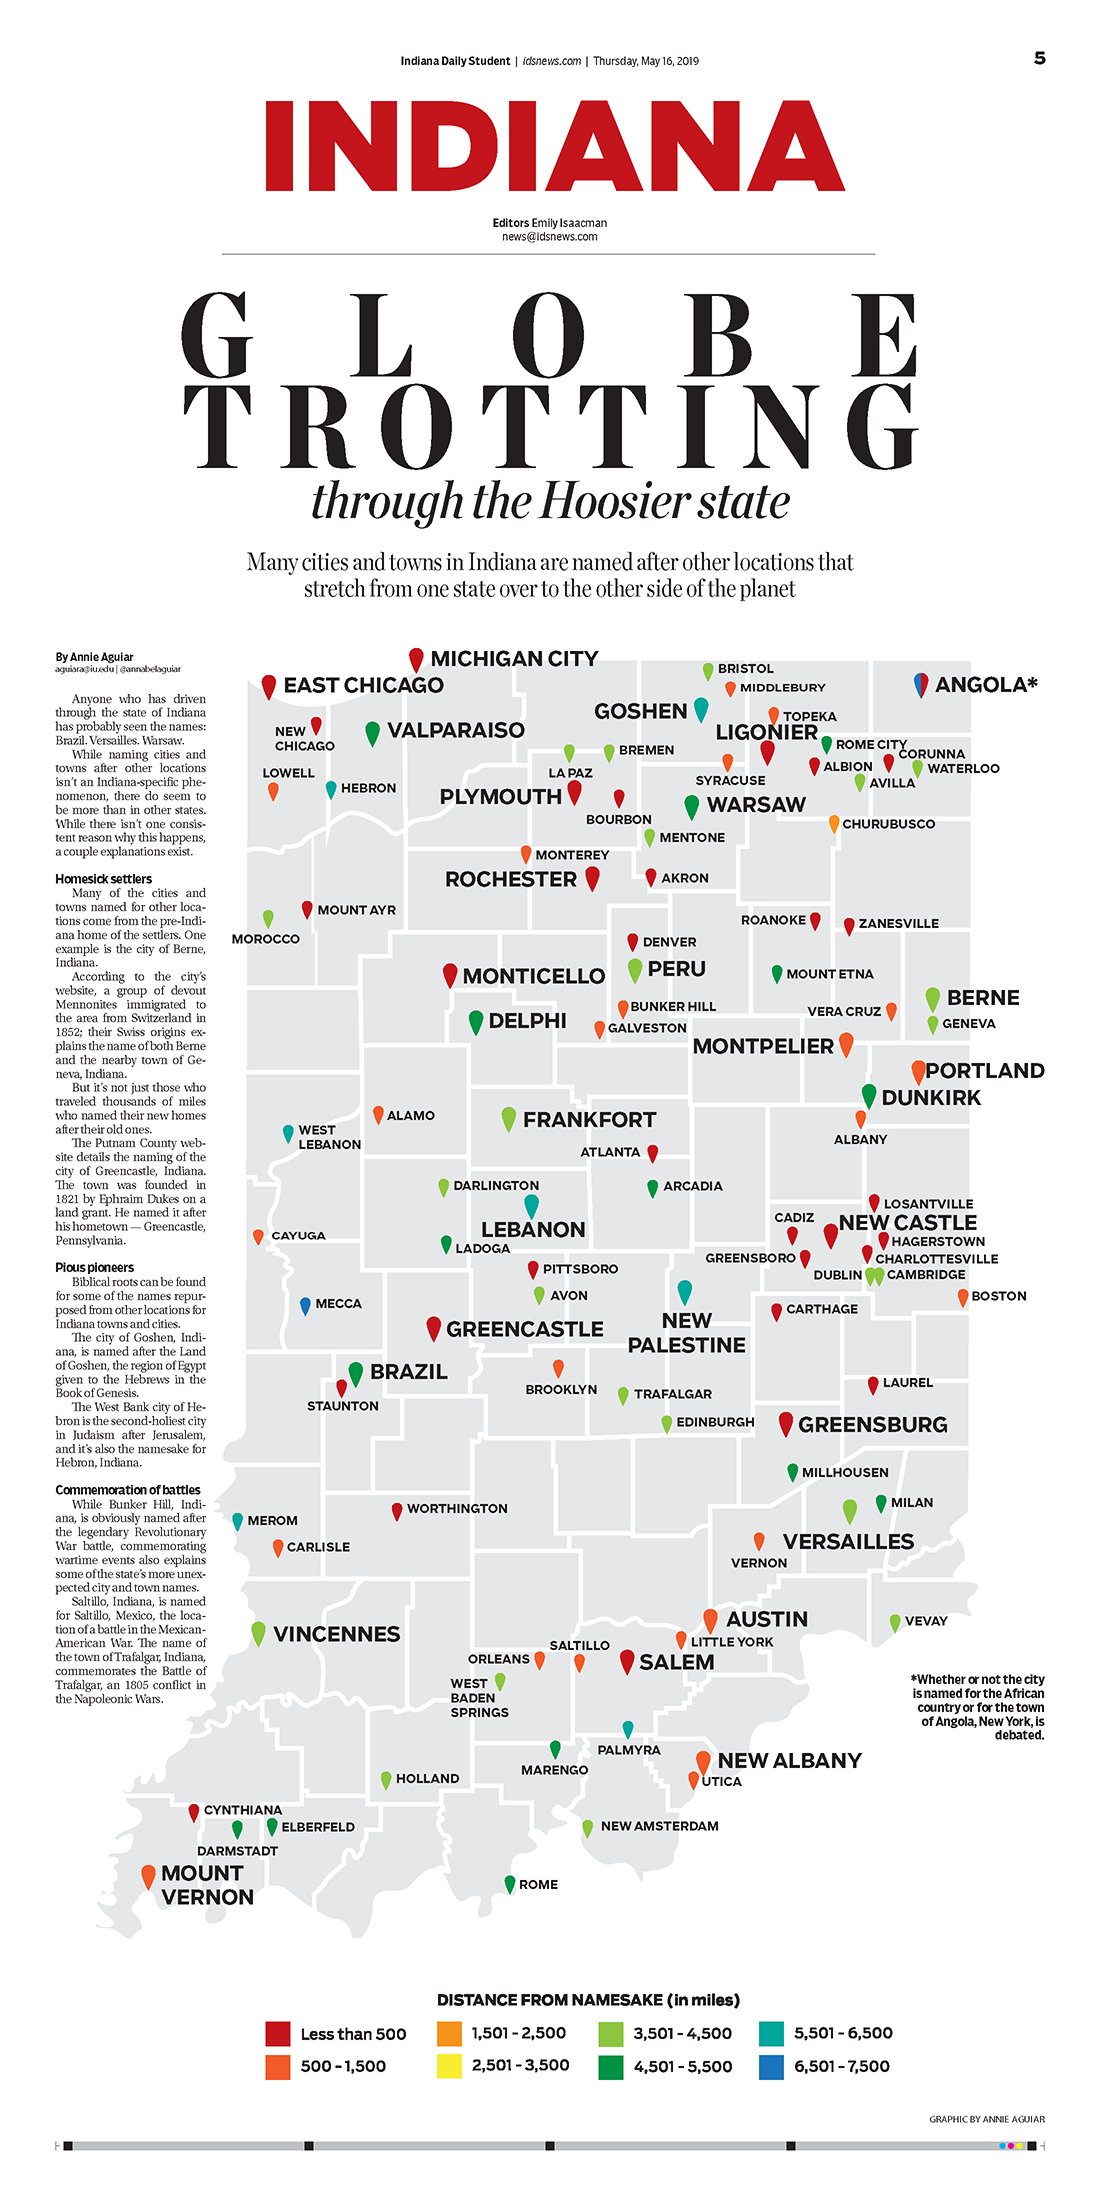 Indiana Daily Student | idsnews.com | Thursday, May 16, 2019
5
INDIANA
Editors Emily Isaacman
news@idsnews.com
GLOBE
TROTTING
through the Hoosier state
Many cities and towns in Indiana are named after other locations that
stretch from one state over to the other side of the planet
By Annie Aguiar
aguiara@iu.edu | @annabelaguiar
Anyone who has driven
through the state of Indiana
has probably seen the names:
Brazil. Versailles. Warsaw.
While naming cities and
towns after other locations
isn't an Indiana-specific phe-
nomenon, there do seem to
be more than in other states.
While there isn't one consis-
tent reason why this happens,
a couple explanations exist.
Homesick settlers
Many of the cities and
towns named for other loca-
tions come from the pre-Indi-
ana home of the settlers. One
example is the city of Berne,
Indiana.
According to the city's
website, a group of devout
Mennonites immigrated to
the area from Switzerland in
1852; their Swiss origins ex-
plains the name of both Berne
and the nearby town of Ge-
neva, Indiana.
But it's not just those who
traveled thousands of miles
who named their new homes
after their old ones.
The Putnam County web-
site details the naming of the
city of Greencastle, Indiana.
The town was founded in
1821 by Ephraim Dukes on a
land grant. He named it after
his hometown — Greencastle,
Pennsylvania.
Pious pioneers
Biblical roots can be found
for some of the names repur-
posed from other locations for
Indiana towns and cities.
The city of Goshen, Indi-
ana, is named after the Land
of Goshen, the region of Egypt
given to the Hebrews in the
Book of Genesis.
The West Bank city of He-
bron is the second-holiest city
in Judaism after Jerusalem,
and it's also the namesake for
Hebron, Indiana.
Commemoration of battles
While Bunker Hill, Indi-
ana, is obviously named after
the legendary Revolutionary
War battle, commemorating
wartime events also explains
some of the state's more unex-
pected city and town names.
Saltillo, Indiana, is named
for Saltillo, Mexico, the loca-
tion of a battle in the Mexican-
American War. The name of
the town of Trafalgar, Indiana,
commemorates the Battle of
Trafalgar, an 1805 conflict in
the Napoleonic Wars.
MICHIGAN CITY
EAST CHICAGO
BRISTOL
MIDDLEBURY
ANGOLA*
GOSHEN
TOPEKA
NEW
CHICAGO
VALPARAISO
LIGONIER
ROME CITY
BREMEN
CORUNNA
LA PAZ
ALBION
WATERLOO
LOWELL
SYRACUSE
AVILLA
HEBRON
PLYMOUTH
WARSAW
BOURBON
CHURUBUSCO
MENTONE
MONTEREY
ROCHESTER
AKRON
MOUNT AYR
ROANOKE
ZANESVILLE
MOROCCO
DENVER
MONTICELLO
PERU
MOUNT ETNA
BERNE
BUNKER HILL
VERA CRUZ
DELPHI
GALVESTON
GENEVA
MONTPELIER
PORTLAND
DUNKIRK
ALAMO
FRANKFORT
WEST
LEBANON
ALBANY
ATLANTA
DARLINGTON
ARCADIA
LOSANTVILLE
CADIZ
NEW CASTLE
LEBANON
CAYUGA
HAGERSTOWN
LADOGA
GREENSBORO
CHARLOTTESVILLE
PITTSBORO
DUBLIN
CAMBRIDGE
AVON
BOSTON
MECCA
CARTHAGE
NEW
PALESTINE
GREENCASTLE
BRAZIL
BROOKLYN
LAUREL
TRAFALGAR
STAUNTON
EDINBURGH
GREENSBURG
MILLHOUSEN
WORTHINGTON
MILAN
MEROM
VERSAILLES
CARLISLE
VERNON
AUSTIN
VEVAY
VINCENNES
LITTLE YORK
SALTILLO
ORLEANS
SALEM
WEST
BADEN
SPRINGS
PALMYRA
NEW ALBANY
MARENGO
HOLLAND
UTICA
CYNTHIANA
ELBERFELD
NEW AMSTERDAM
DARMSTADT
MOUNT
VERNON
ROME
*Whether or not the city
is named for the African
country or for the town
of Angola, New York, is
debated.
DISTANCE FROM NAMESAKE (in miles)
Less than 500
1,501 - 2,500
3,501 - 4,500
5,501 - 6,500
500 - 1,500
2,501 - 3,500
4,501 - 5,500
6,501 - 7,500
GRAPHIC BY ANNIE AGUIAR